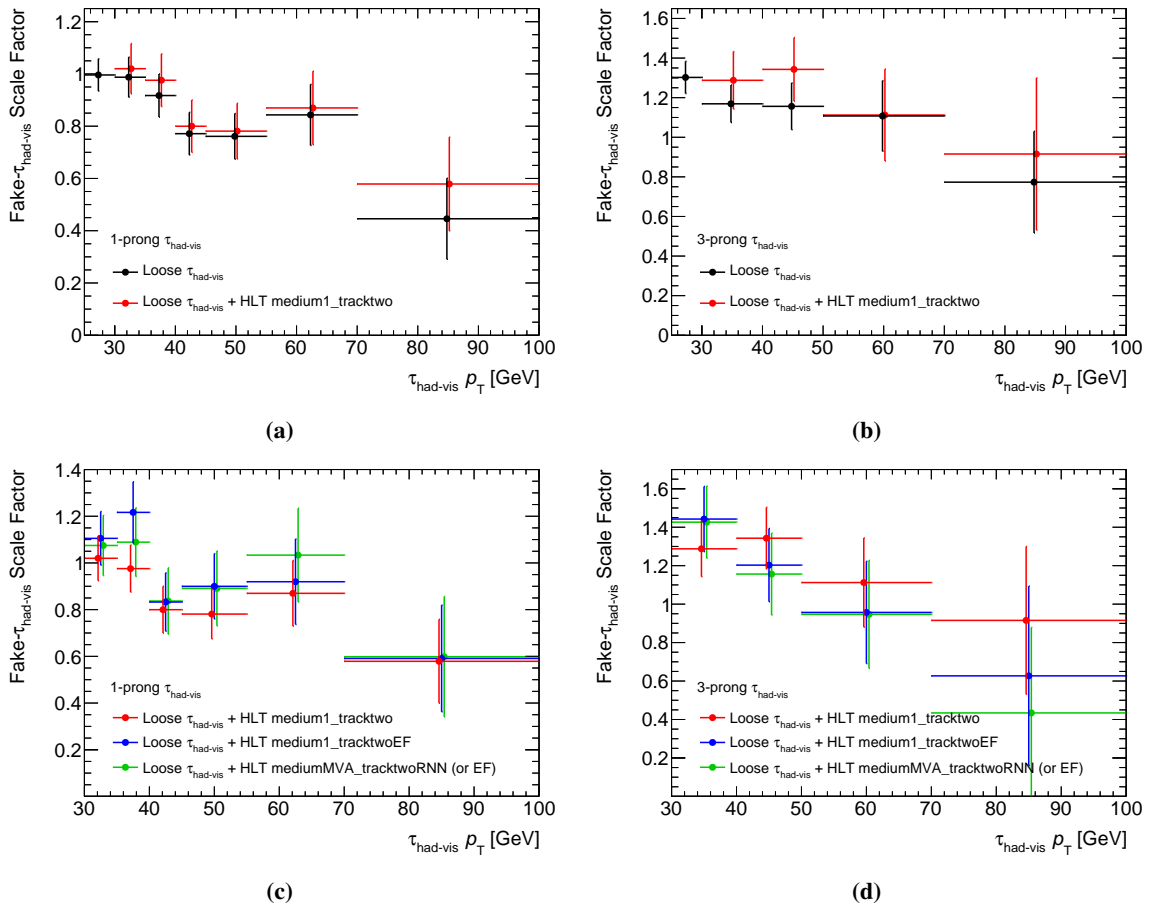 Fake-τhad-vis Scale Factor
1.2
1
0.8
0.6
0.4
0.2
0
1-prong τhad-vis
Loose τhad-vis
Loose τhad-vis + HLT medium1_tracktwo
30 40 50 60 70 80 90 100
τhad-vis pT [GeV]
(a)
Fake-τhad-vis Scale Factor
1.6
1.4
1.2
1
0.8
0.6
0.4
0.2
0
3-prong τhad-vis
Loose τhad-vis
Loose τhad-vis + HLT medium1_tracktwo
30 40 50 60 70 80 90 100
τhad-vis pT [GeV]
(b)
Fake-τhad-vis Scale Factor
1.4
1.2
1
0.8
0.6
0.4
0.2
1-prong τhad-vis
Loose τhad-vis + HLT medium1_tracktwo
Loose τhad-vis + HLT medium1_tracktwoEF
Loose τhad-vis + HLT mediumMVA_tracktwoRNN (or EF)
30 40 50 60 70 80 90 100
τhad-vis pT [GeV]
(c)
Fake-τhad-vis Scale Factor
1.6
1.4
1.2
1
0.8
0.6
0.4
0.2
3-prong τhad-vis
Loose τhad-vis + HLT medium1_tracktwo
Loose τhad-vis + HLT medium1_tracktwoEF
Loose τhad-vis + HLT mediumMVA_tracktwoRNN (or EF)
30 40 50 60 70 80 90 100
τhad-vis pT [GeV]
(d)